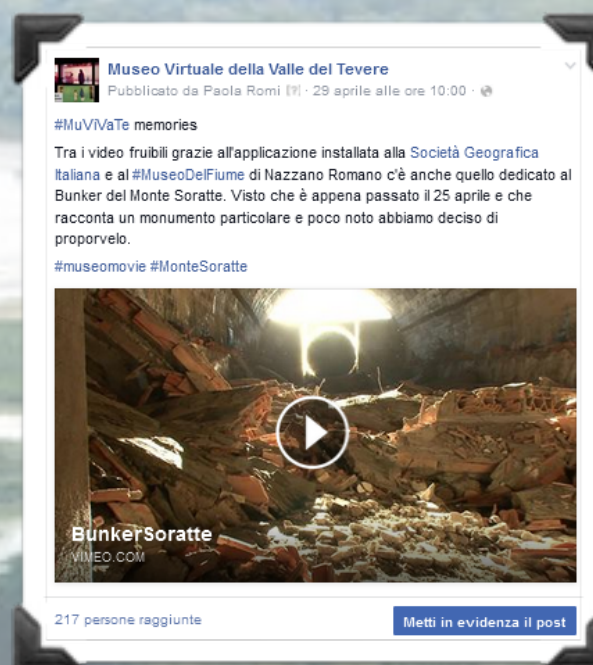 Museo Virtuale della Valle del Tevere
Pubblicato da Paola Romi [?] · 29 aprile alle ore 10:00 ·
#MuViVaTe memories
Tra i video fruibili grazie all'applicazione installata alla Società Geografica
Italiana e al #MuseoDelFiume di Nazzano Romano c'è anche quello dedicato al
Bunker del Monte Soratte. Visto che è appena passato il 25 aprile e che
racconta un monumento particolare e poco noto abbiamo deciso di
proporvelo.
#museomovie #MonteSoratte
BunkerSoratte
VIMEO.COM
217 persone raggiunte
Metti in evidenza il post